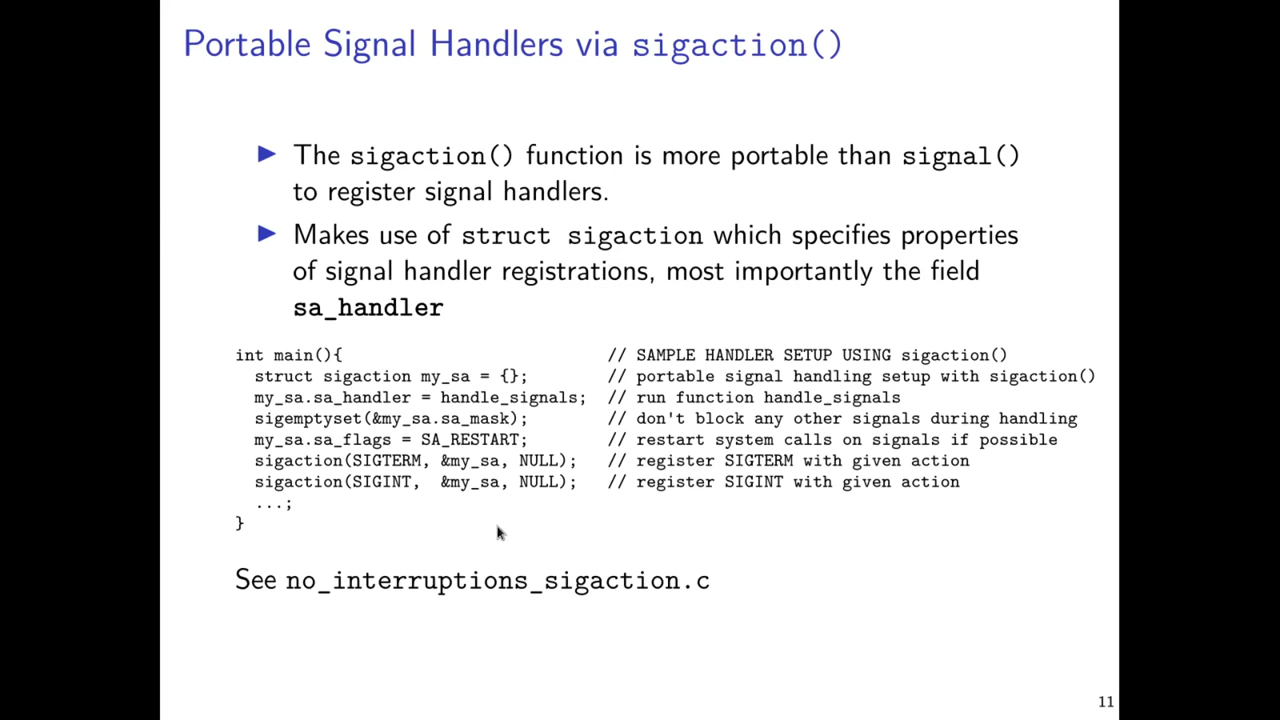 Portable Signal Handlers via sigaction()
▶ The sigaction() function is more portable than signal()
to register signal handlers.
▶ Makes use of struct sigaction which specifies properties
of signal handler registrations, most importantly the field
sa_handler
int main(){ // SAMPLE HANDLER SETUP USING sigaction()
struct sigaction my_sa = {}; // portable signal handling setup with sigaction()
my_sa.sa_handler = handle_signals; // run function handle_signals
sigemptyset(&my_sa.sa_mask); // don't block any other signals during handling
my_sa.sa_flags = SA_RESTART; // restart system calls on signals if possible
sigaction(SIGTERM, &my_sa, NULL); // register SIGTERM with given action
sigaction(SIGINT, &my_sa, NULL); // register SIGINT with given action
...;
}
See no_interruptions_sigaction.c
11